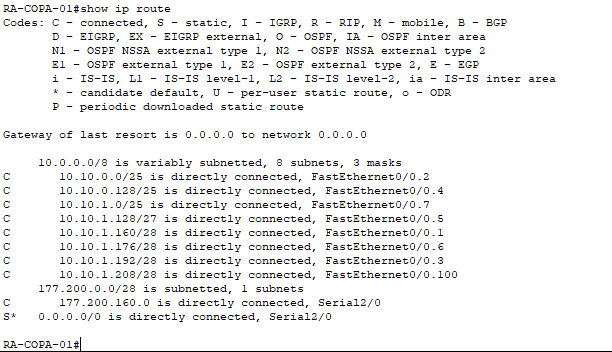 RA-COPA-01#show ip route
Codes: C - connected, S - static, I - IGRP, R - RIP, M - mobile, B - BGP
D - EIGRP, EX - EIGRP external, O - OSPF, IA - OSPF inter area
N1 - OSPF NSSA external type 1, N2 - OSPF NSSA external type 2
E1 - OSPF external type 1, E2 - OSPF external type 2, E - EGP
i - IS-IS, L1 - IS-IS level-1, L2 - IS-IS level-2, ia - IS-IS inter area
* - candidate default, U - per-user static route, o - ODR
P - periodic downloaded static route
Gateway of last resort is 0.0.0.0 to network 0.0.0.0
10.0.0.0/8 is variably subnetted, 8 subnets, 3 masks
C 10.10.0.0/25 is directly connected, FastEthernet0/0.2
C 10.10.0.128/25 is directly connected, FastEthernet0/0.4
C 10.10.1.0/25 is directly connected, FastEthernet0/0.7
C 10.10.1.128/27 is directly connected, FastEthernet0/0.5
C 10.10.1.160/28 is directly connected, FastEthernet0/0.1
C 10.10.1.176/28 is directly connected, FastEthernet0/0.6
C 10.10.1.192/28 is directly connected, FastEthernet0/0.3
C 10.10.1.208/28 is directly connected, FastEthernet0/0.100
177.200.0.0/28 is subnetted, 1 subnets
C 177.200.160.0 is directly connected, Serial2/0
S* 0.0.0.0/0 is directly connected, Serial2/0
RA-COPA-01#